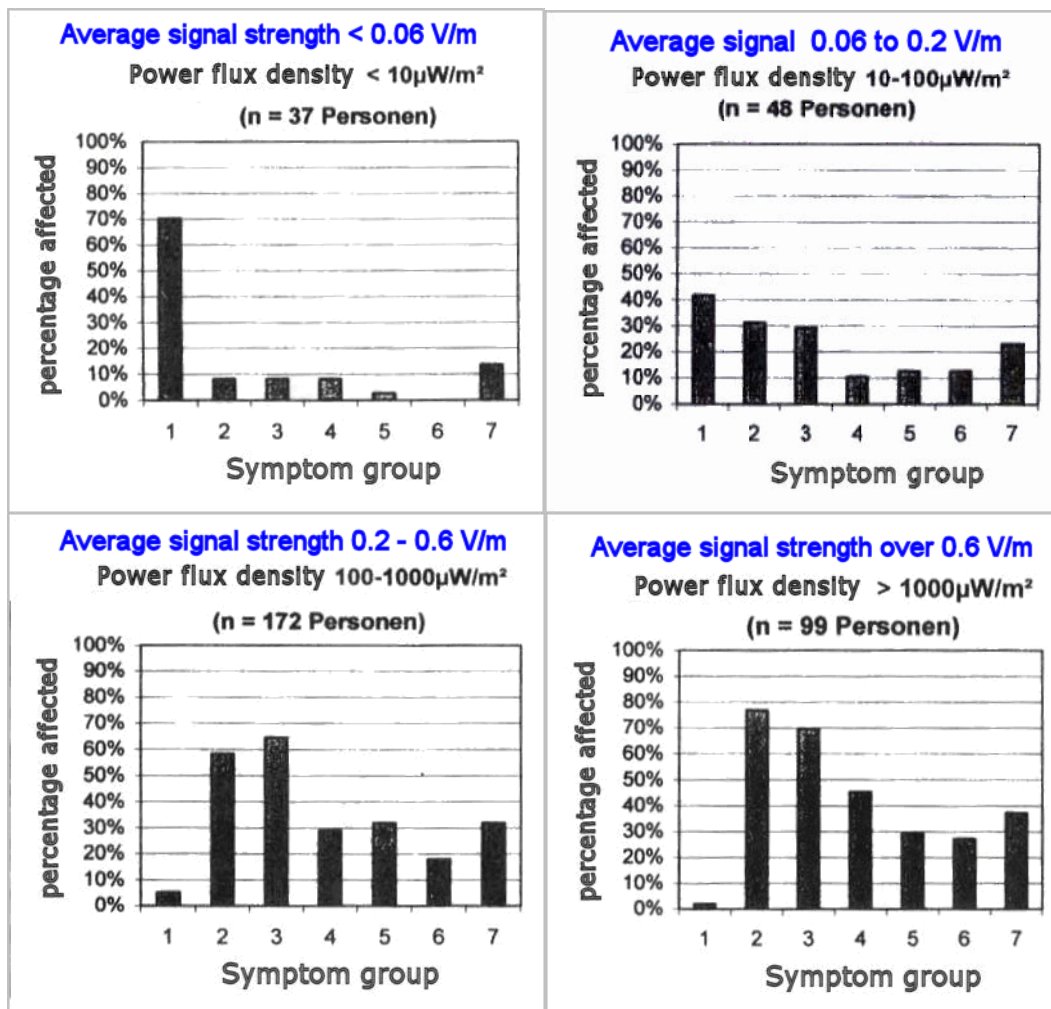 Average signal strength < 0.06 V/m
Power flux density < 10µW/m²
(n = 37 Personen)
percentage affected
100%
90%
80%
70%
60%
50%
40%
30%
20%
10%
0%
1 2 3 4 5 6 7
Symptom group
Average signal 0.06 to 0.2 V/m
Power flux density 10-100µW/m²
(n = 48 Personen)
percentage affected
100%
90%
80%
70%
60%
50%
40%
30%
20%
10%
0%
1 2 3 4 5 6 7
Symptom group
Average signal strength 0.2 - 0.6 V/m
Power flux density 100-1000µW/m²
(n = 172 Personen)
percentage affected
100%
90%
80%
70%
60%
50%
40%
30%
20%
10%
0%
1 2 3 4 5 6 7
Symptom group
Average signal strength over 0.6 V/m
Power flux density > 1000µW/m²
(n = 99 Personen)
percentage affected
100%
90%
80%
70%
60%
50%
40%
30%
20%
10%
0%
1 2 3 4 5 6 7
Symptom group